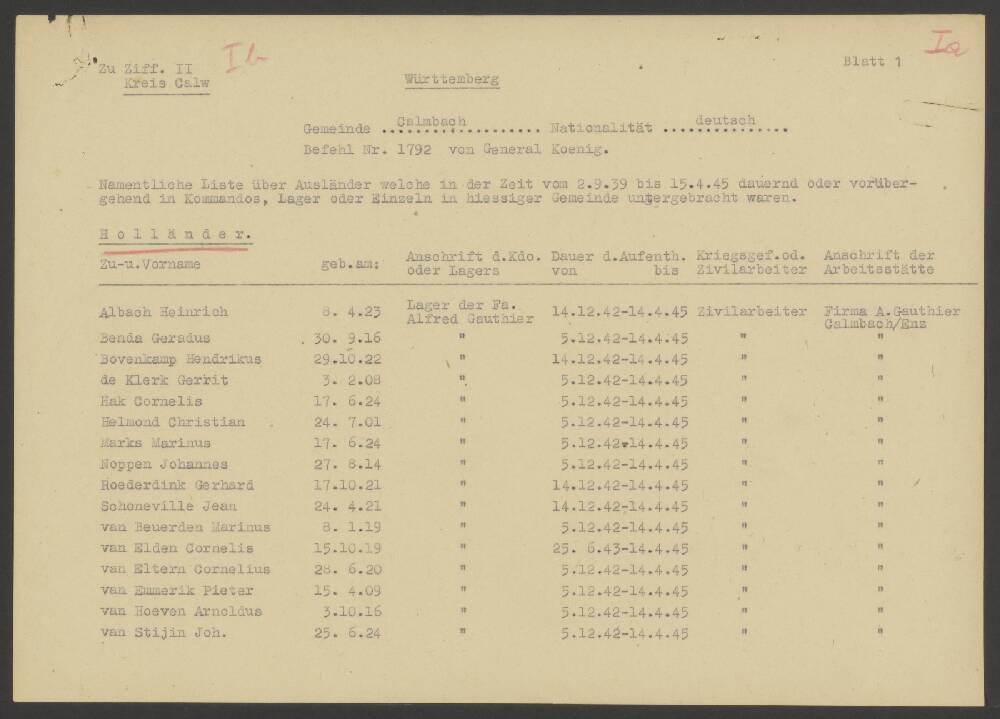 Zu Ziff. II Ib Blatt 1 Ia
Kreis Calw
Württemberg
Gemeinde ..Calmbach.................. Nationalität .....deutsch..........
Befehl Nr. 1792 von General Koenig.
Namentliche Liste über Ausländer welche in der Zeit vom 2.9.39 bis 15.4.45 dauernd oder vorüber-
gehend in Kommandos, Lager oder Einzeln in hiessiger Gemeinde untergebracht waren.
H o l l ä n d e r.
Zu-u.Vorname geb.am: Anschrift d.Kdo. Dauer d.Aufenth. Kriegsgef.od. Anschrift der
oder Lagers von bis Zivilarbeiter Arbeitsstätte
Albach Heinrich 8. 4.23 Lager der Fa. 14.12.42-14.4.45 Zivilarbeiter Firma A.Gauthier
Alfred Gauthier Calmbach/Enz
Benda Geradus 30. 9.16 " 5.12.42-14.4.45 " "
Bovenkamp Hendrikus 29.10.22 " 14.12.42-14.4.45 " "
de Klerk Gerrit 3. 2.08 " 5.12.42-14.4.45 " "
Hak Cornelis 17. 6.24 " 5.12.42-14.4.45 " "
Helmond Christian 24. 7.01 " 5.12.42-14.4.45 " "
Marks Marinus 17. 6.24 " 5.12.42-14.4.45 " "
Noppen Johannes 27. 8.14 " 5.12.42-14.4.45 " "
Roederdink Gerhard 17.10.21 " 14.12.42-14.4.45 " "
Schoneville Jean 24. 4.21 " 14.12.42-14.4.45 " "
van Beuerden Marinus 8. 1.19 " 5.12.42-14.4.45 " "
van Elden Cornelis 15.10.19 " 25. 6.43-14.4.45 " "
van Eltern Cornelius 28. 6.20 " 5.12.42-14.4.45 " "
van Emmerik Pieter 15. 4.09 " 5.12.42-14.4.45 " "
van Hoeven Arnoldus 3.10.16 " 5.12.42-14.4.45 " "
van Stijin Joh. 25. 6.24 " 5.12.42-14.4.45 " "